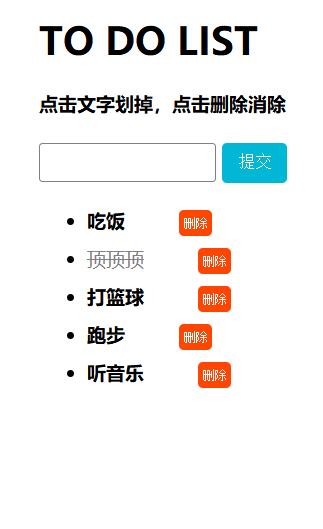 TO DO LIST
点击文字划掉，点击删除消除
提交
吃饭 删除
顶顶顶 删除
打篮球 删除
跑步 删除
听音乐 删除